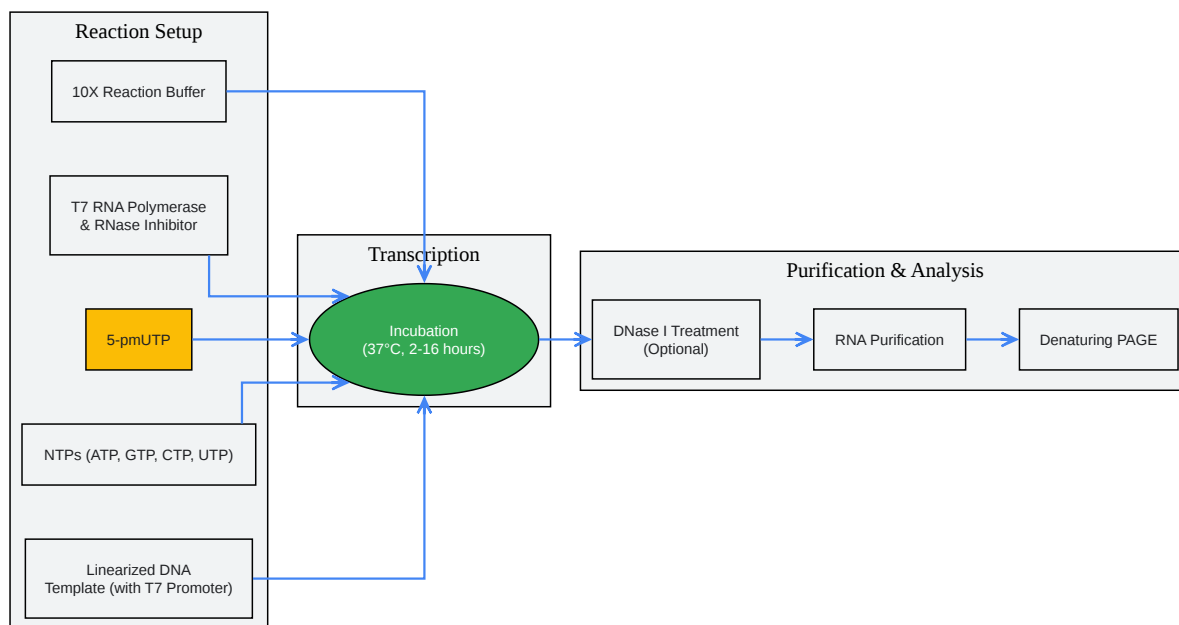 Reaction Setup
10X Reaction Buffer
T7 RNA Polymerase
& RNase Inhibitor
5-pmUTP
NTPs (ATP, GTP, CTP, UTP)
Linearized DNA
Template (with T7 Promoter)
Transcription
Incubation
(37°C, 2-16 hours)
Purification & Analysis
DNase I Treatment
(Optional)
RNA Purification
Denaturing PAGE